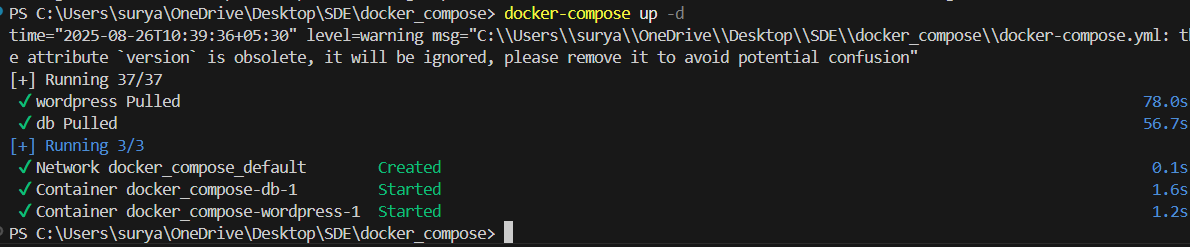 PS C:\Users\surya\OneDrive\Desktop\SDE\docker_compose> docker-compose up -d
time="2025-08-26T10:39:36+05:30" level=warning msg="C:\\Users\\surya\\OneDrive\\Desktop\\SDE\\docker_compose\\docker-compose.yml: th
e attribute `version` is obsolete, it will be ignored, please remove it to avoid potential confusion"
[+] Running 37/37
✓ wordpress Pulled 78.0s
✓ db Pulled 56.7s
[+] Running 3/3
✓ Network docker_compose_default Created 0.1s
✓ Container docker_compose-db-1 Started 1.6s
✓ Container docker_compose-wordpress-1 Started 1.2s
PS C:\Users\surya\OneDrive\Desktop\SDE\docker_compose>